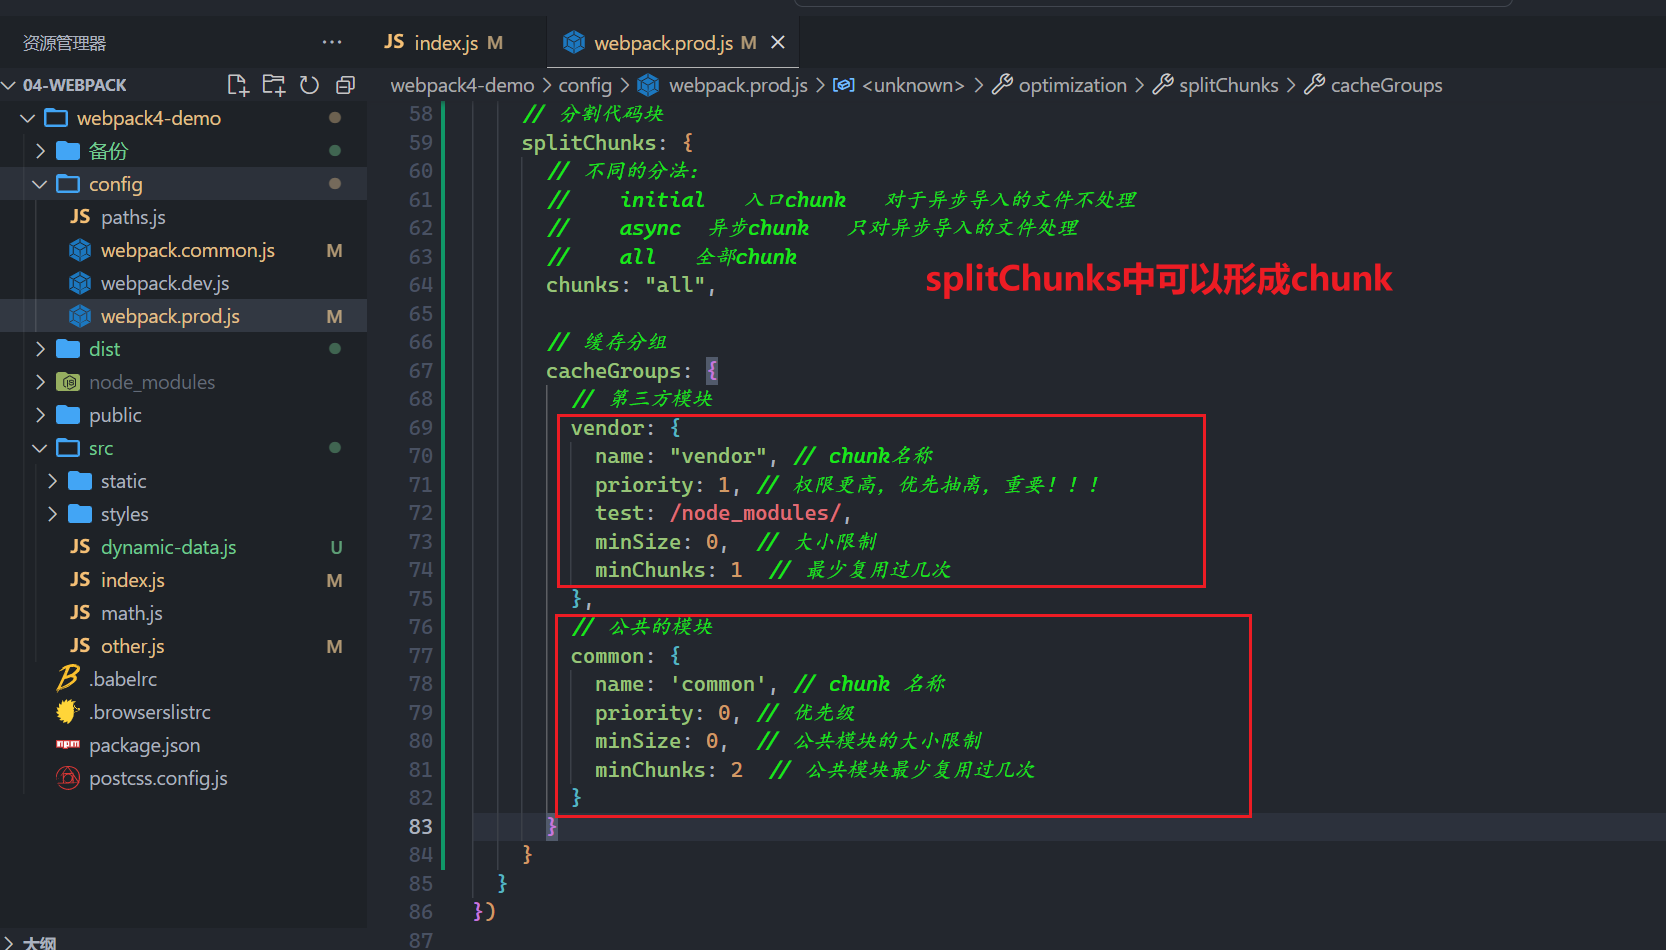 资源管理器
···
JS index.js M
webpack.prod.js M
04-WEBPACK
webpack4-demo > config > webpack.prod.js > <unknown> > optimization > splitChunks > cacheGroups
webpack4-demo
备份
config
JS paths.js
webpack.common.js M
webpack.dev.js
webpack.prod.js M
dist
node_modules
public
src
static
styles
JS dynamic-data.js U
JS index.js M
JS math.js
JS other.js M
.babelrc
.browserslistrc
package.json
postcss.config.js
大纲
58 // 分割代码块
59 splitChunks: {
60 // 不同的分法:
61 // initial 入口chunk 对于异步导入的文件不处理
62 // async 异步chunk 只对异步导入的文件处理
63 // all 全部chunk
64 chunks: "all",
splitChunks中可以形成chunk
65
66 // 缓存分组
67 cacheGroups: {
68 // 第三方模块
69 vendor: {
70 name: "vendor", // chunk名称
71 priority: 1, // 权限更高，优先抽离，重要！！！
72 test: /node_modules/,
73 minSize: 0, // 大小限制
74 minChunks: 1 // 最少复用过几次
75 },
76 // 公共的模块
77 common: {
78 name: 'common', // chunk 名称
79 priority: 0, // 优先级
80 minSize: 0, // 公共模块的大小限制
81 minChunks: 2 // 公共模块最少复用过几次
82 }
83 }
84 }
85 }
86 })
87